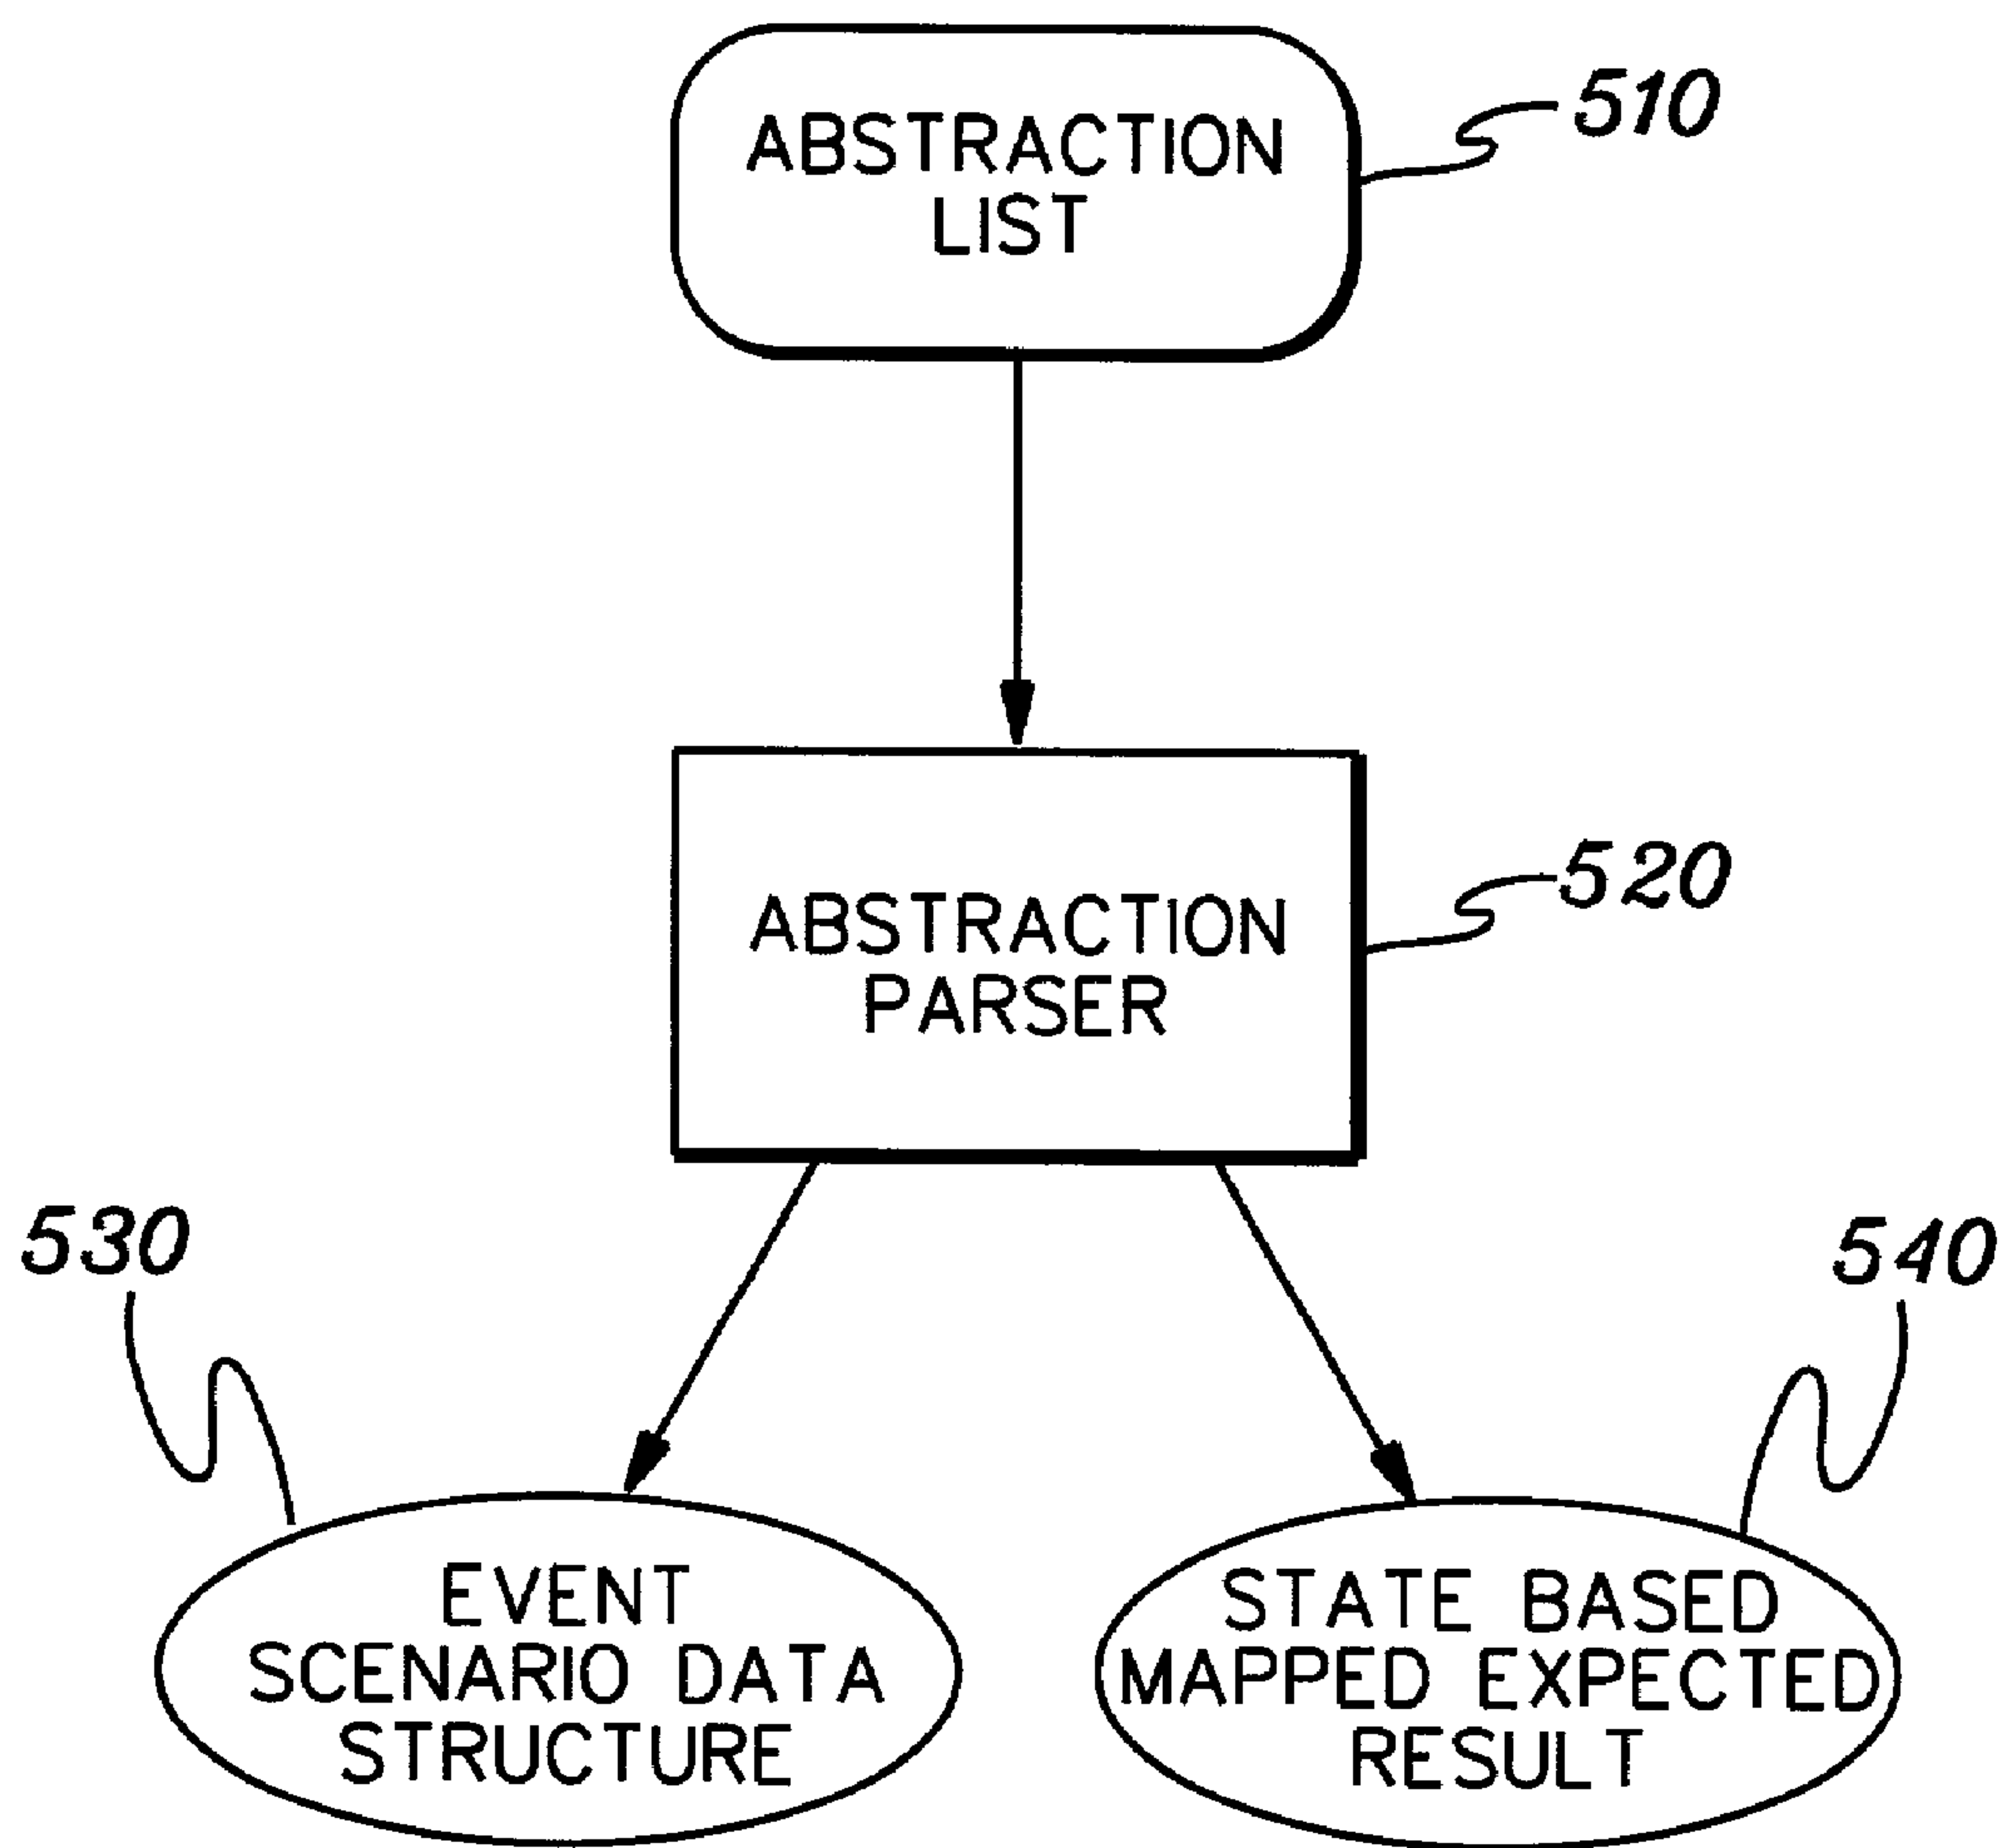 ABSTRACTION
LIST
510
ABSTRACTION
PARSER
520
530
540
EVENT
SCENARIO DATA
STRUCTURE
STATE BASED
MAPPED EXPECTED
RESULT